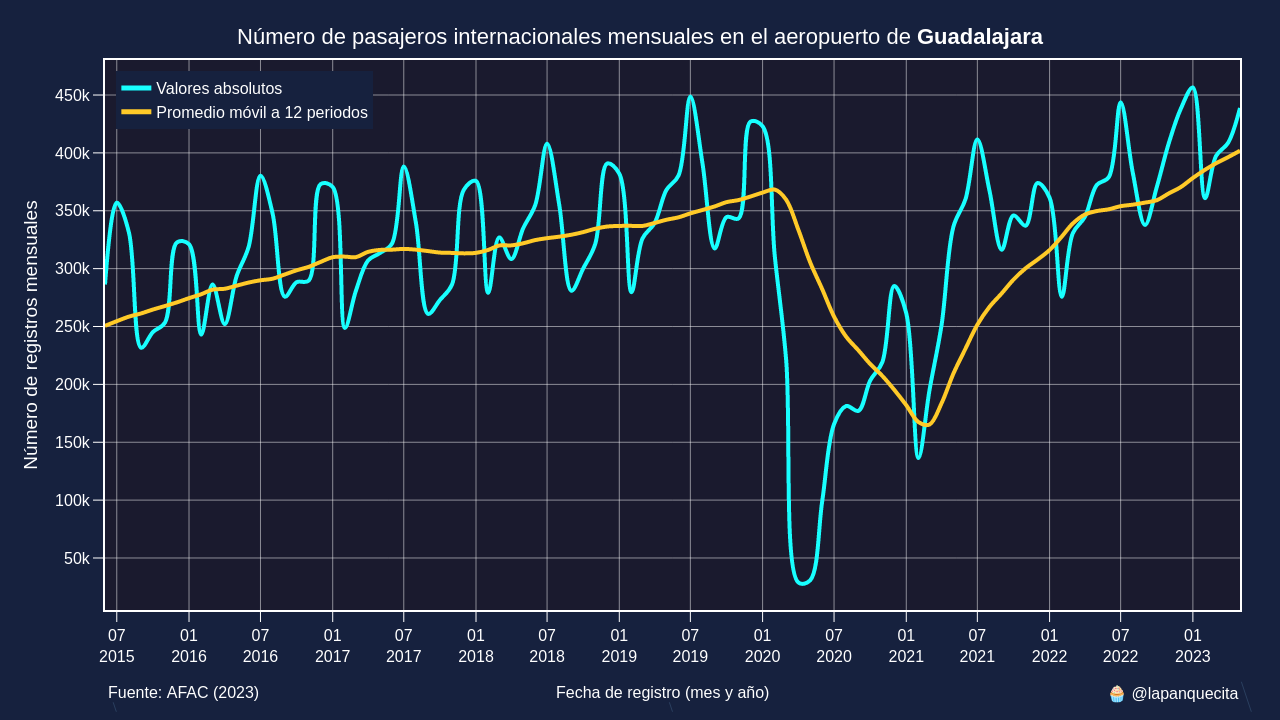 Número de pasajeros internacionales mensuales en el aeropuerto de Guadalajara
Valores absolutos
Promedio móvil a 12 periodos
Número de registros mensuales
450k
400k
350k
300k
250k
200k
150k
100k
50k
07 01 07 01 07 01 07 01 07 01 07 01 07 01 07 01
2015 2016 2016 2017 2017 2018 2018 2019 2019 2020 2020 2021 2021 2022 2022 2023
Fuente: AFAC (2023)
Fecha de registro (mes y año)
🧁 @lapanquecita